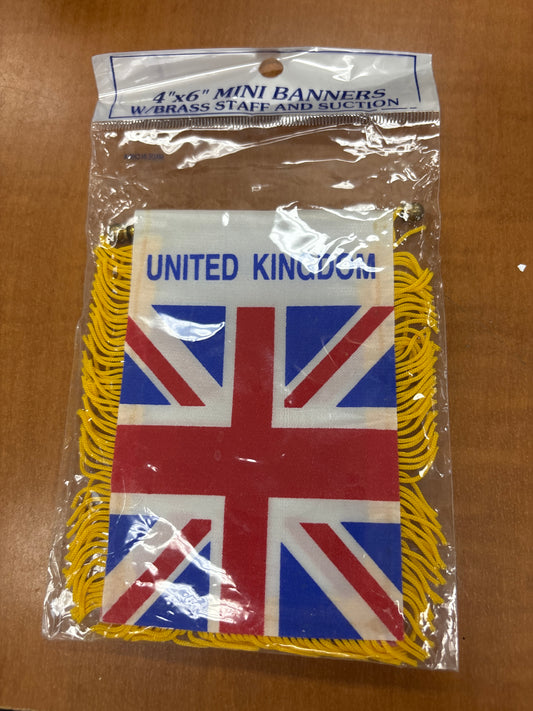 4"x6" MINI BANNERS
W/BRASS STAFF AND SUCTION
UNITED KINGDOM